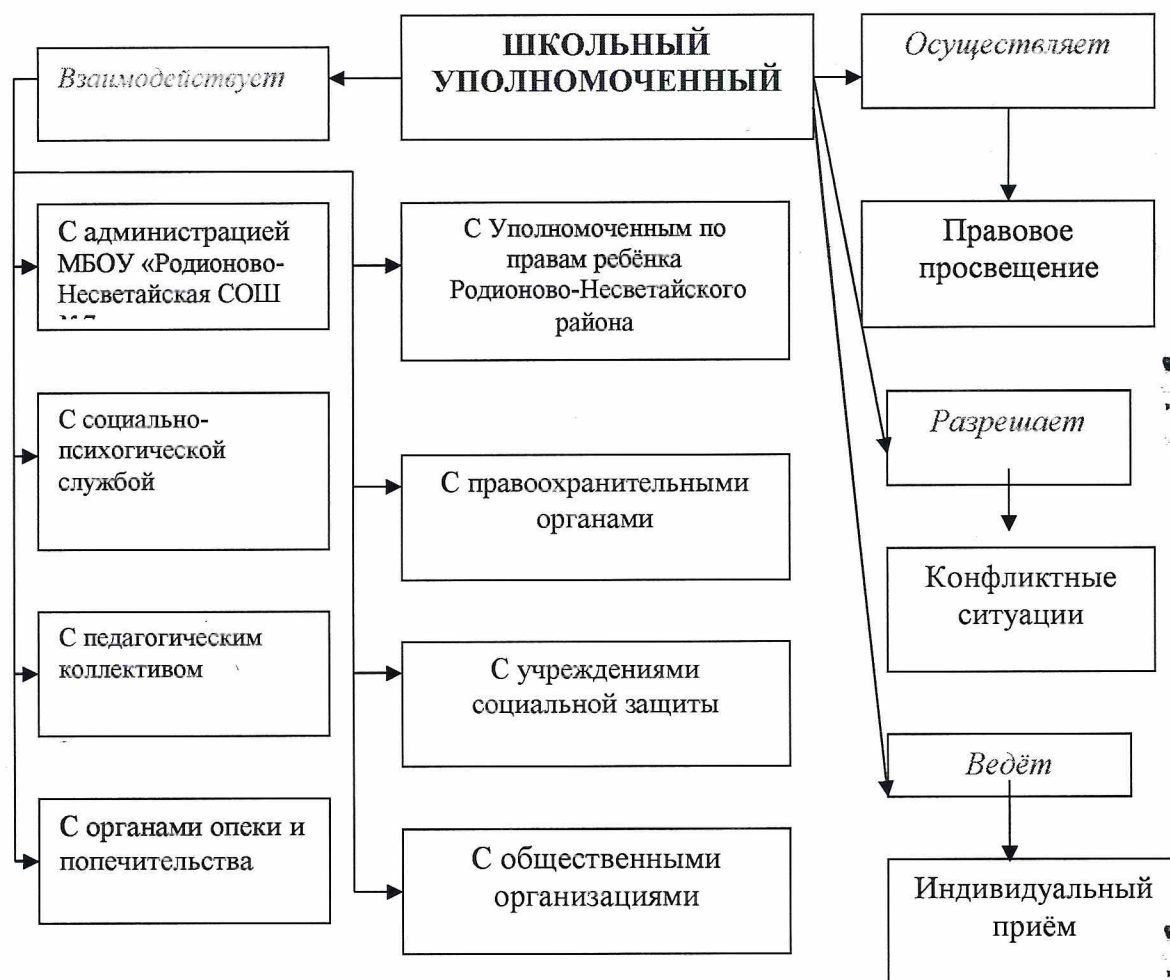 ШКОЛЬНЫЙ
УПОЛНОМОЧЕННЫЙ
Взаимодействует
Осуществляет
С администрацией
МБОУ «Родионово-
Несветайская СОШ
С Уполномоченным по
правам ребёнка
Родионово-Несветайского
района
Правовое
просвещение
С социально-
психогической
службой
С правоохранительными
органами
Разрешает
Конфликтные
ситуации
С педагогическим
коллективом
С учреждениями
социальной защиты
Ведёт
С органами опеки и
попечительства
С общественными
организациями
Индивидуальный
приём